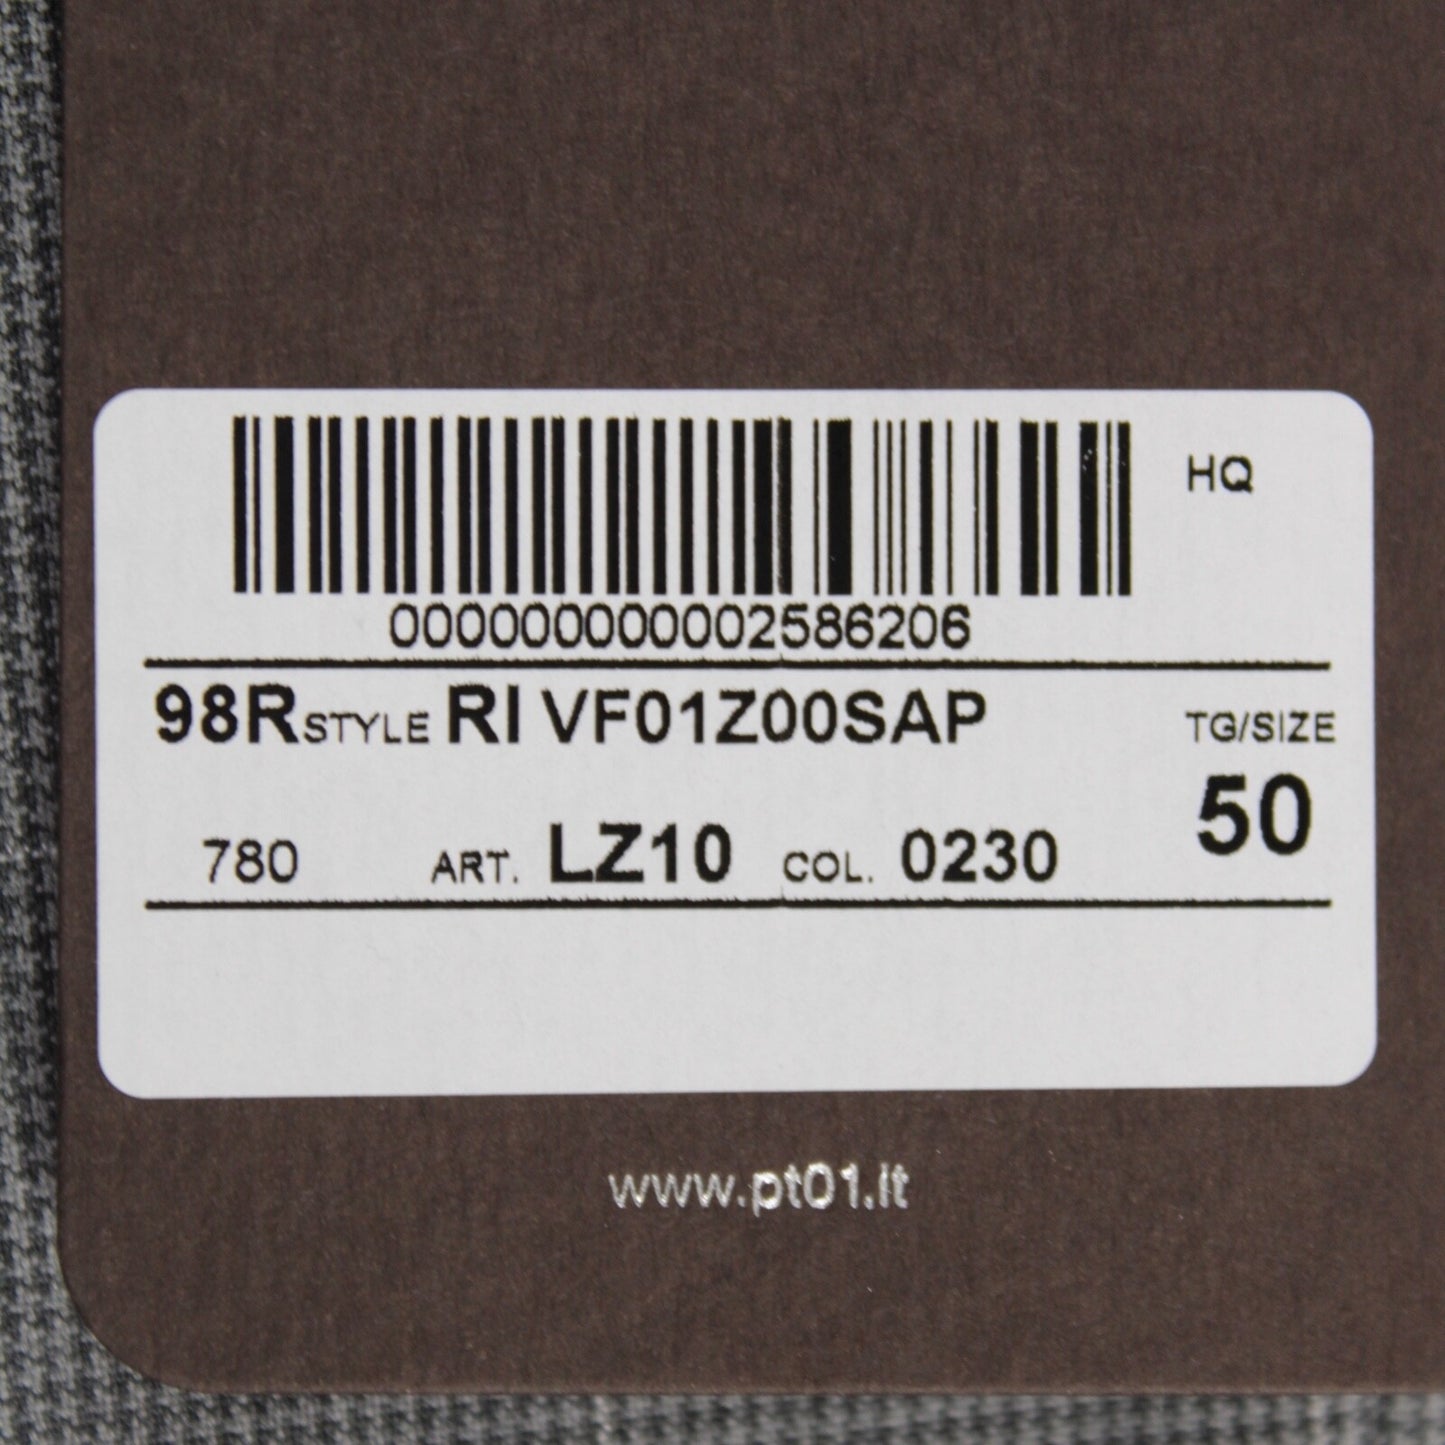 HQ
000000000002586206
98R STYLE RI VF01Z00SAP TG/SIZE
50
780 ART. LZ10 COL. 0230
www.pt01.it